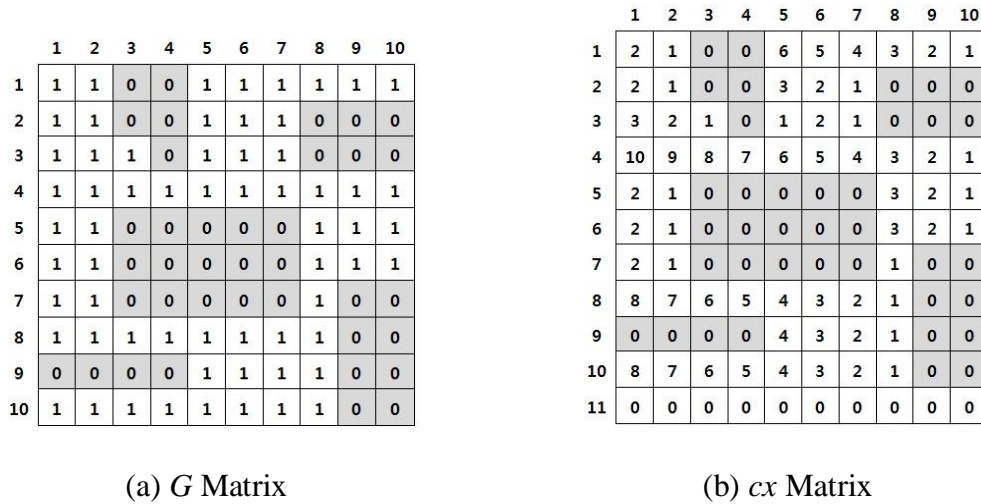 1 2 3 4 5 6 7 8 9 10
1 1 1 0 0 1 1 1 1 1 1
2 1 1 0 0 1 1 1 0 0 0
3 1 1 1 0 1 1 1 0 0 0
4 1 1 1 1 1 1 1 1 1 1
5 1 1 0 0 0 0 0 1 1 1
6 1 1 0 0 0 0 0 1 1 1
7 1 1 0 0 0 0 0 1 0 0
8 1 1 1 1 1 1 1 1 0 0
9 0 0 0 0 1 1 1 1 0 0
10 1 1 1 1 1 1 1 1 0 0
(a) G Matrix
1 2 3 4 5 6 7 8 9 10
1 2 1 0 0 6 5 4 3 2 1
2 2 1 0 0 3 2 1 0 0 0
3 3 2 1 0 1 2 1 0 0 0
4 10 9 8 7 6 5 4 3 2 1
5 2 1 0 0 0 0 0 3 2 1
6 2 1 0 0 0 0 0 3 2 1
7 2 1 0 0 0 0 0 1 0 0
8 8 7 6 5 4 3 2 1 0 0
9 0 0 0 0 4 3 2 1 0 0
10 8 7 6 5 4 3 2 1 0 0
11 0 0 0 0 0 0 0 0 0 0
(b) cx Matrix